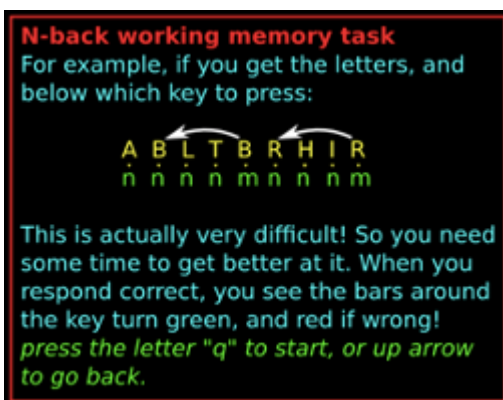 N-back working memory task
For example, if you get the letters, and
below which key to press:
A B L T B R H I R
n n n n m n n n m
This is actually very difficult! So you need
some time to get better at it. When you
respond correct, you see the bars around
the key turn green, and red if wrong!
press the letter "q" to start, or up arrow
to go back.